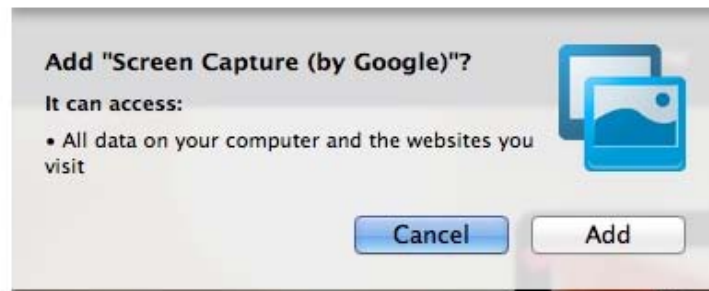 Add "Screen Capture (by Google)"?
It can access:
• All data on your computer and the websites you
visit
Cancel
Add